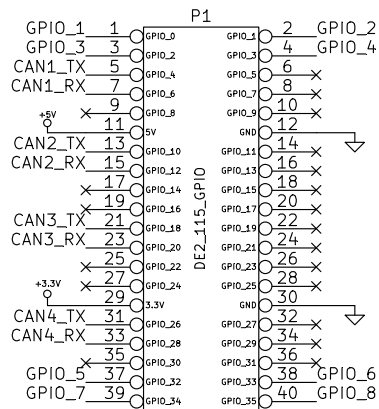 P1
GPIO_1 1 GPIO_0 GPIO_1 2 GPIO_2
GPIO_3 3 GPIO_2 GPIO_3 4 GPIO_4
CAN1_TX 5 GPIO_4 GPIO_5 6
CAN1_RX 7 GPIO_6 GPIO_7 8
9 GPIO_8 GPIO_9 10
+5V 11 5V GND 12
CAN2_TX 13 GPIO_10 GPIO_11 14
CAN2_RX 15 GPIO_12 GPIO_13 16
17 GPIO_14 GPIO_15 18
19 GPIO_16 GPIO_17 20
CAN3_TX 21 GPIO_18 GPIO_19 22
CAN3_RX 23 GPIO_20 GPIO_21 24
25 GPIO_22 GPIO_23 26
27 GPIO_24 GPIO_25 28
+3.3V 29 3.3V GND 30
CAN4_TX 31 GPIO_26 GPIO_27 32
CAN4_RX 33 GPIO_28 GPIO_29 34
35 GPIO_30 GPIO_31 36
GPIO_5 37 GPIO_32 GPIO_33 38 GPIO_6
GPIO_7 39 GPIO_34 GPIO_35 40 GPIO_8
DE2_115_GPIO